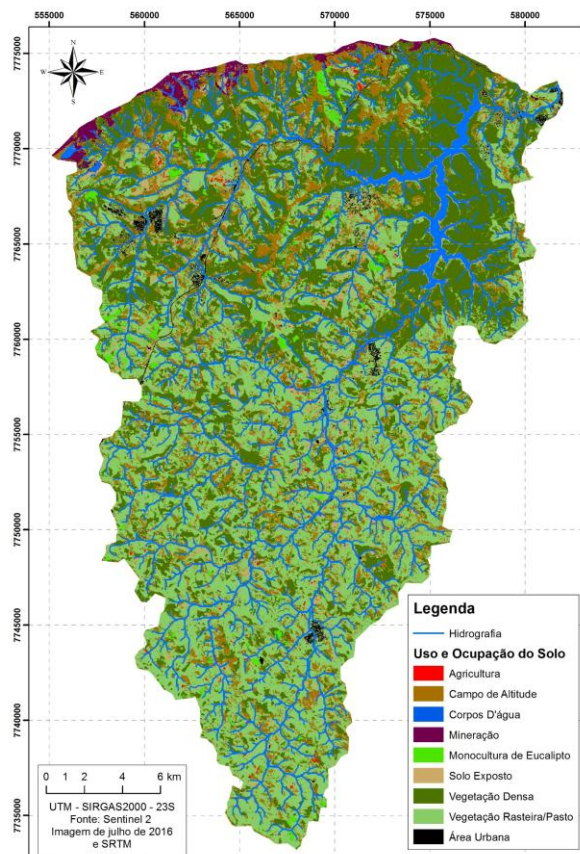 555000 560000 565000 570000 575000 580000
N
W E
S
7775000
7770000
7765000
7760000
7755000
7750000
7745000
7740000
7735000
Legenda
Hidrografia
Uso e Ocupação do Solo
Agricultura
Campo de Altitude
Corpos D'água
Mineração
Monocultura de Eucalipto
Solo Exposto
Vegetação Densa
Vegetação Rasteira/Pasto
Área Urbana
0 1 2 4 6 km
UTM - SIRGAS2000 - 23S
Fonte: Sentinel 2
Imagem de julho de 2016
e SRTM